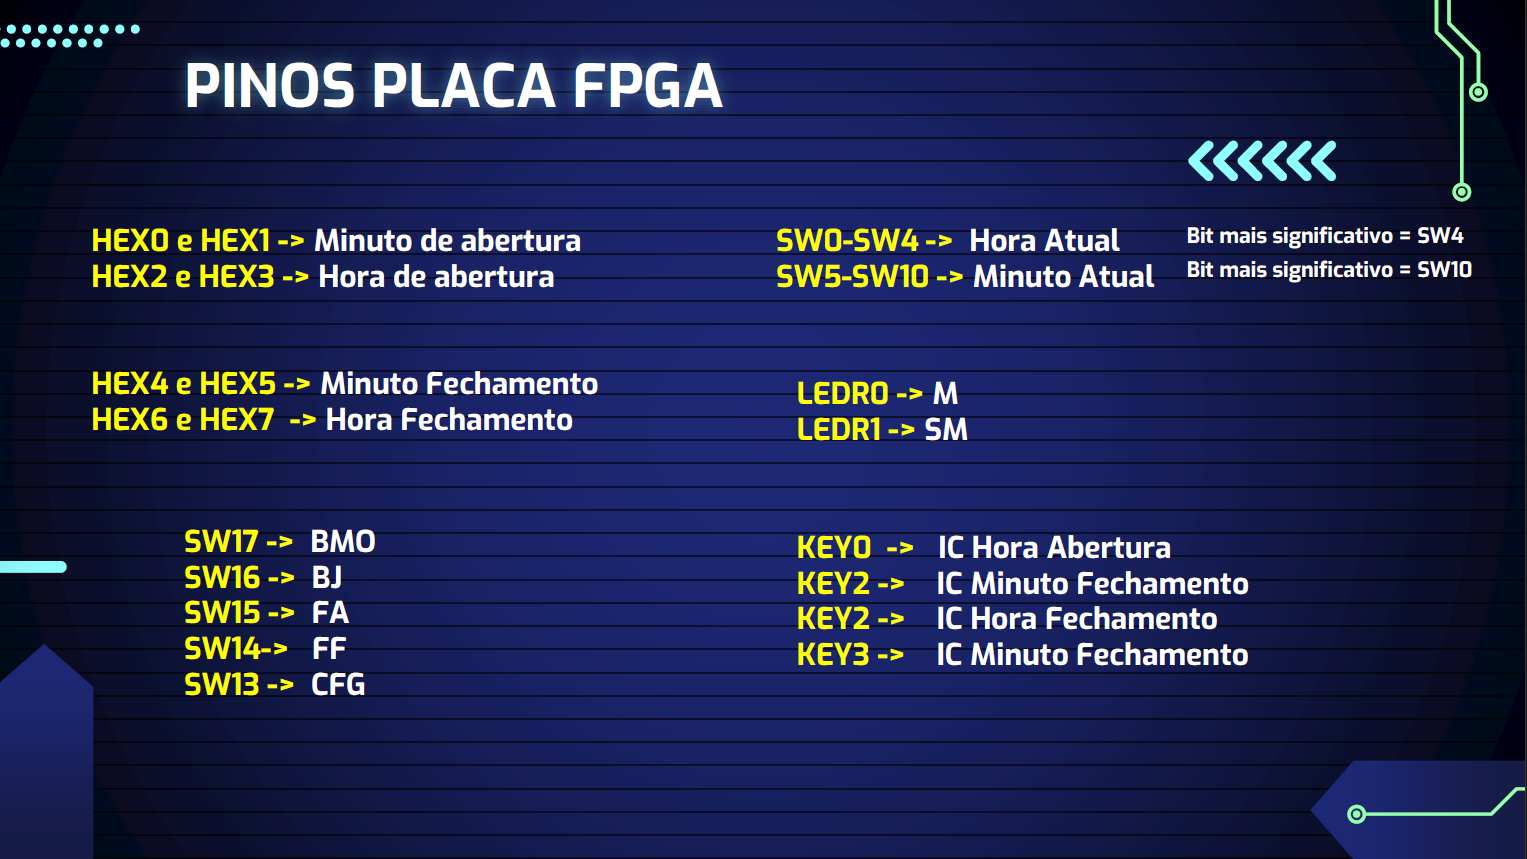 PINOS PLACA FPGA
HEX0 e HEX1 -> Minuto de abertura
HEX2 e HEX3 -> Hora de abertura
SW0-SW4 -> Hora Atual
SW5-SW10 -> Minuto Atual
Bit mais significativo = SW4
Bit mais significativo = SW10
HEX4 e HEX5 -> Minuto Fechamento
HEX6 e HEX7 -> Hora Fechamento
LEDR0 -> M
LEDR1 -> SM
SW17 -> BMO
SW16 -> BJ
SW15 -> FA
SW14-> FF
SW13 -> CFG
KEY0 -> IC Hora Abertura
KEY2 -> IC Minuto Fechamento
KEY2 -> IC Hora Fechamento
KEY3 -> IC Minuto Fechamento